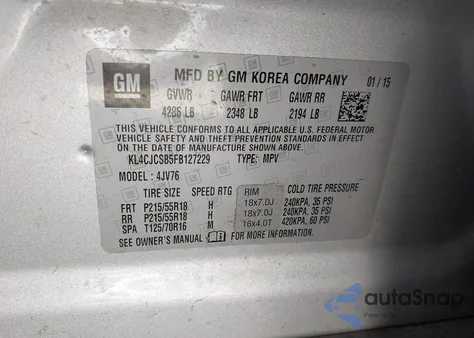 GM
MFD BY GM KOREA COMPANY 01/15
GVWR GAWR FRT GAWR RR
4286 LB 2348 LB 2194 LB
THIS VEHICLE CONFORMS TO ALL APPLICABLE U.S. FEDERAL MOTOR
VEHICLE SAFETY, BUMPER, AND THEFT PREVENTION STANDARDS
IN EFFECT ON THE DATE OF MANUFACTURE SHOWN ABOVE.
KL4CJCSB5FB127229 TYPE: MPV
MODEL: 4JV76
TIRE SIZE SPEED RTG RIM COLD TIRE PRESSURE
FRT P215/55R18 H 18x7.0J 240KPA, 35 PSI
RR P215/55R18 H 18x7.0J 240KPA, 35 PSI
SPA T125/70R16 M 16x4.0T 420KPA, 60 PSI
SEE OWNER'S MANUAL FOR MORE INFORMATION.
autoSnap